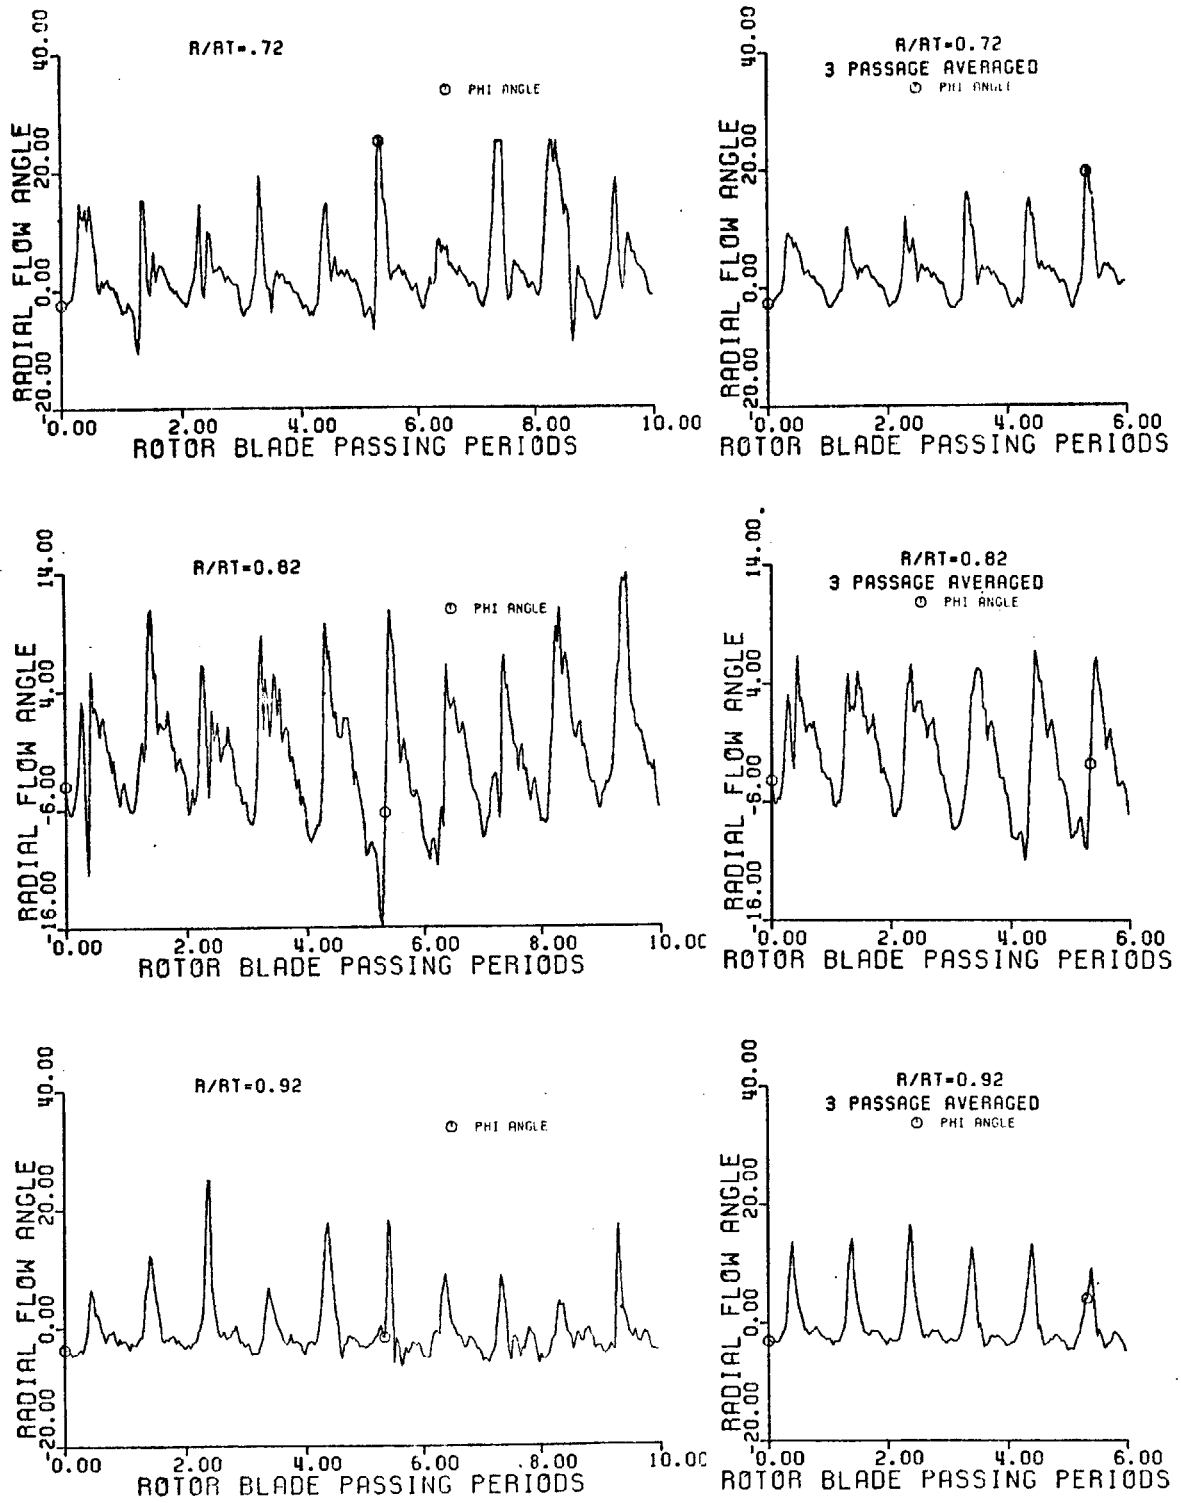 R/RT=.72
PHI ANGLE
RADIAL FLOW ANGLE
40.00
20.00
0.00
-20.00
0.00 2.00 4.00 6.00 8.00 10.00
ROTOR BLADE PASSING PERIODS
R/RT=0.72
3 PASSAGE AVERAGED
PHI ANGLE
RADIAL FLOW ANGLE
40.00
20.00
0.00
-20.00
0.00 2.00 4.00 6.00
ROTOR BLADE PASSING PERIODS
R/RT=0.82
PHI ANGLE
RADIAL FLOW ANGLE
14.00
4.00
-6.00
-16.00
0.00 2.00 4.00 6.00 8.00 10.00
ROTOR BLADE PASSING PERIODS
R/RT=0.82
3 PASSAGE AVERAGED
PHI ANGLE
RADIAL FLOW ANGLE
14.00
4.00
-6.00
-16.00
0.00 2.00 4.00 6.00
ROTOR BLADE PASSING PERIODS
R/RT=0.92
PHI ANGLE
RADIAL FLOW ANGLE
40.00
20.00
0.00
-20.00
0.00 2.00 4.00 6.00 8.00 10.00
ROTOR BLADE PASSING PERIODS
R/RT=0.92
3 PASSAGE AVERAGED
PHI ANGLE
RADIAL FLOW ANGLE
40.00
20.00
0.00
-20.00
0.00 2.00 4.00 6.00
ROTOR BLADE PASSING PERIODS